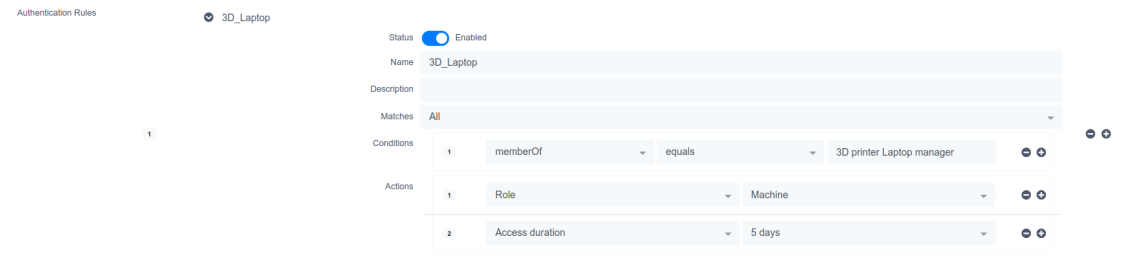 Authentication Rules
3D_Laptop
Status Enabled
Name 3D_Laptop
Description
Matches All
1
Conditions 1 memberOf equals 3D printer Laptop manager
Actions 1 Role Machine
2 Access duration 5 days